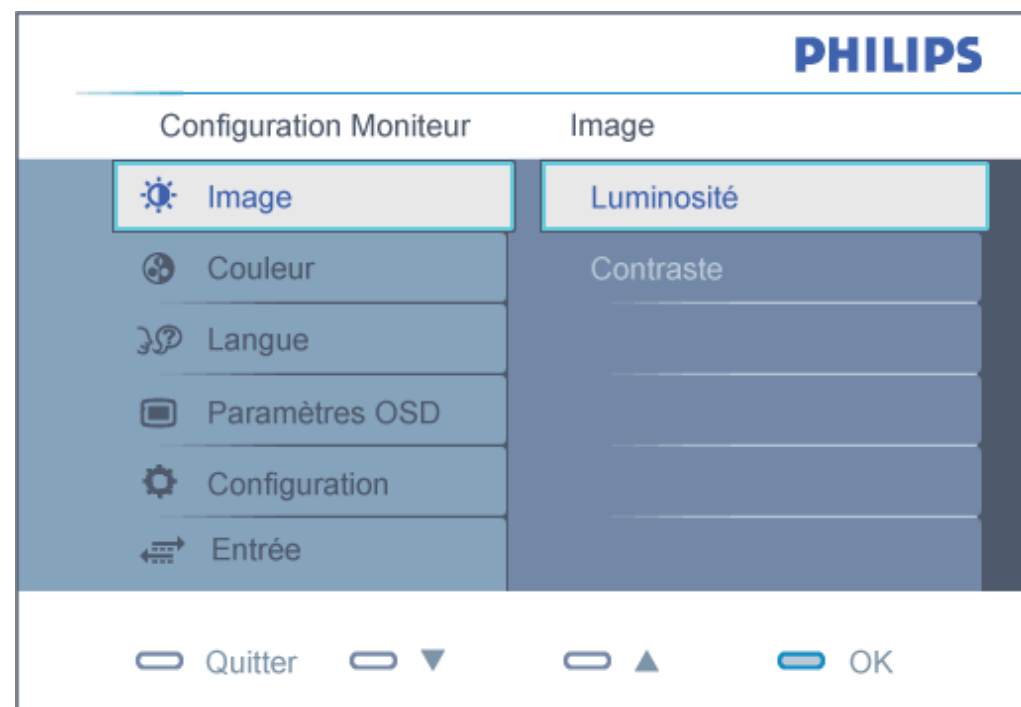 PHILIPS
Configuration Moniteur Image
Image Luminosité
Couleur Contraste
Langue
Paramètres OSD
Configuration
Entrée
Quitter ▼ ▲ OK